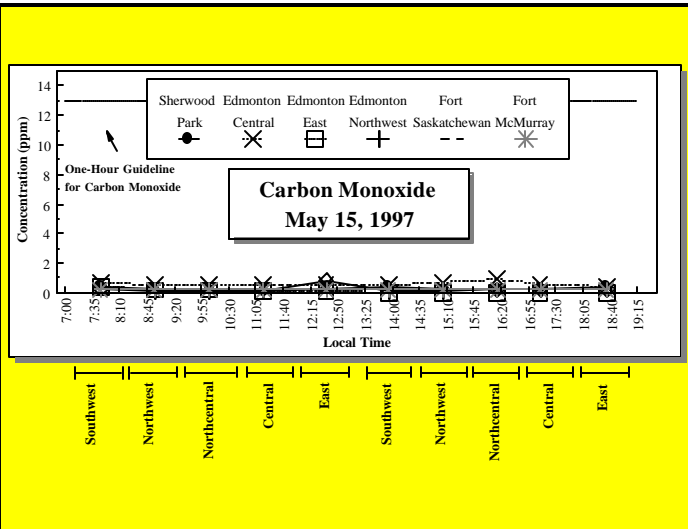 14
12
10
8
6
4
2
0
Concentration (ppm)
Sherwood Edmonton Edmonton Edmonton Fort Fort
Park Central East Northwest Saskatchewan McMurray
One-Hour Guideline
for Carbon Monoxide
Carbon Monoxide
May 15, 1997
7:00 7:35 8:10 8:45 9:20 9:55 10:30 11:05 11:40 12:15 12:50 13:25 14:00 14:35 15:10 15:45 16:20 16:55 17:30 18:05 18:40 19:15
Local Time
Southwest Northwest Northcentral Central East Southwest Northwest Northcentral Central East